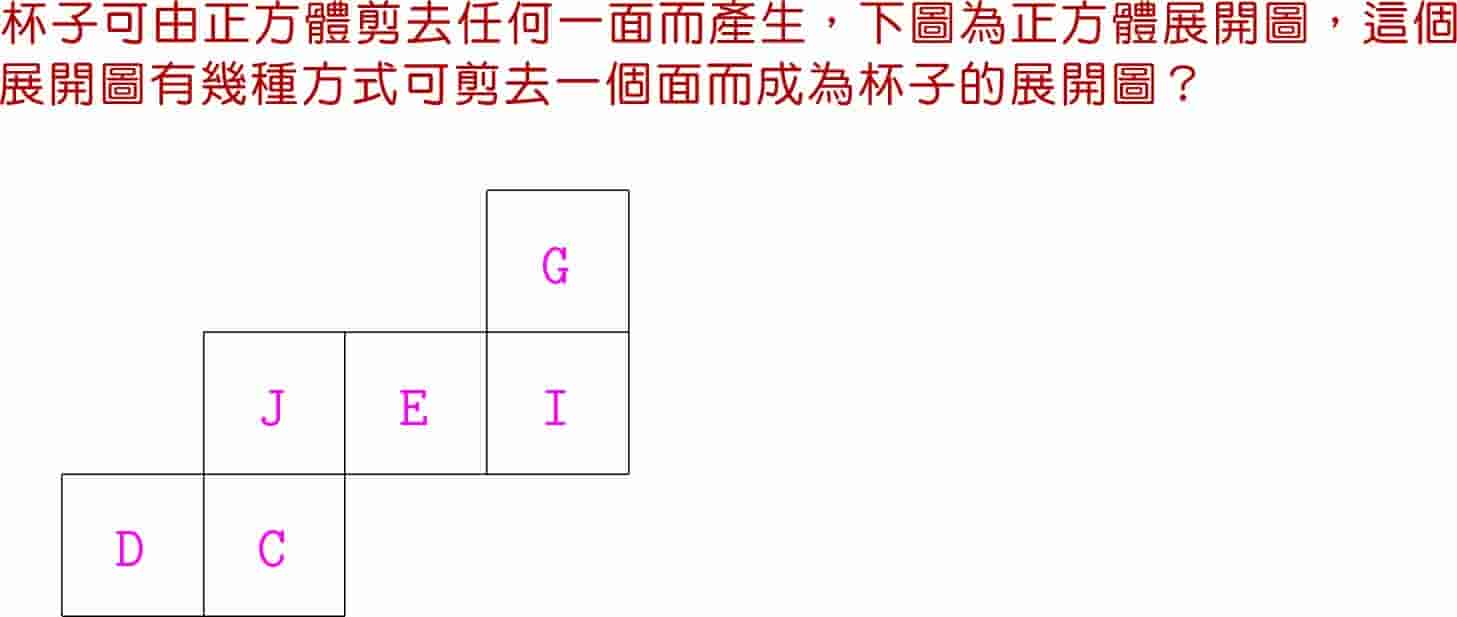 杯子可由正方體剪去任何一面而產生，下圖為正方體展開圖，這個
展開圖有幾種方式可剪去一個面而成為杯子的展開圖？
G
J E I
D C